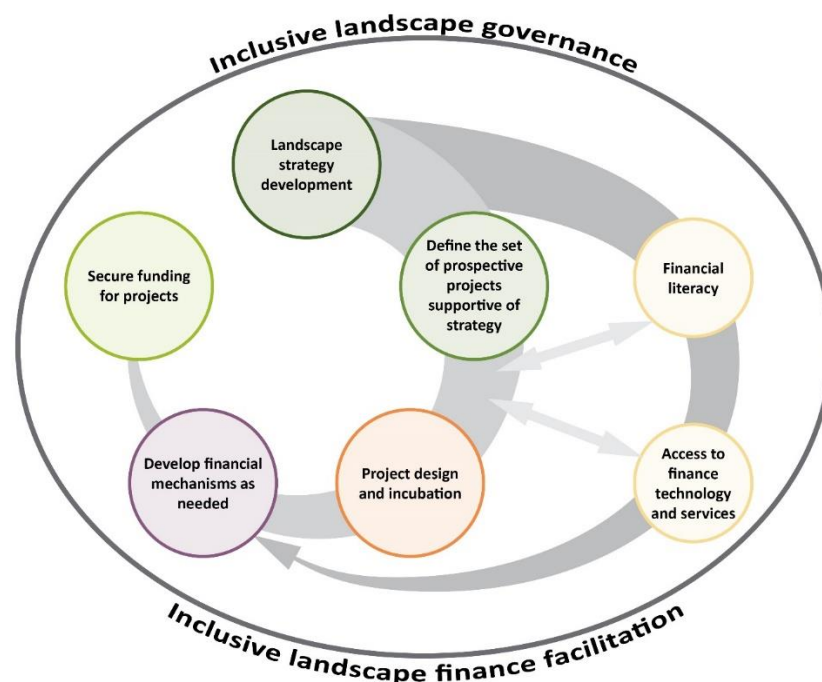 Inclusive landscape governance
Landscape
strategy
development
Define the set
of prospective
projects
supportive of
strategy
Secure funding
for projects
Financial
literacy
Develop financial
mechanisms as
needed
Project design
and incubation
Access to
finance
technology
and services
Inclusive landscape finance facilitation